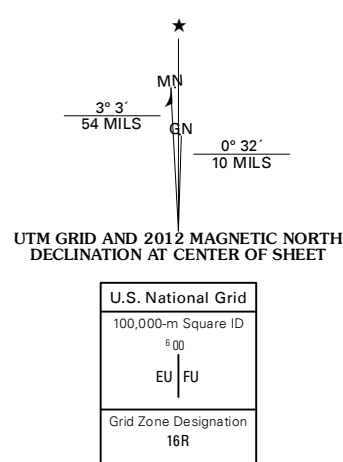 ★
MN
3° 3´
54 MILS
GN
0° 32´
10 MILS
UTM GRID AND 2012 MAGNETIC NORTH
DECLINATION AT CENTER OF SHEET
U.S. National Grid
100,000-m Square ID
6 00
EU FU
Grid Zone Designation
16R